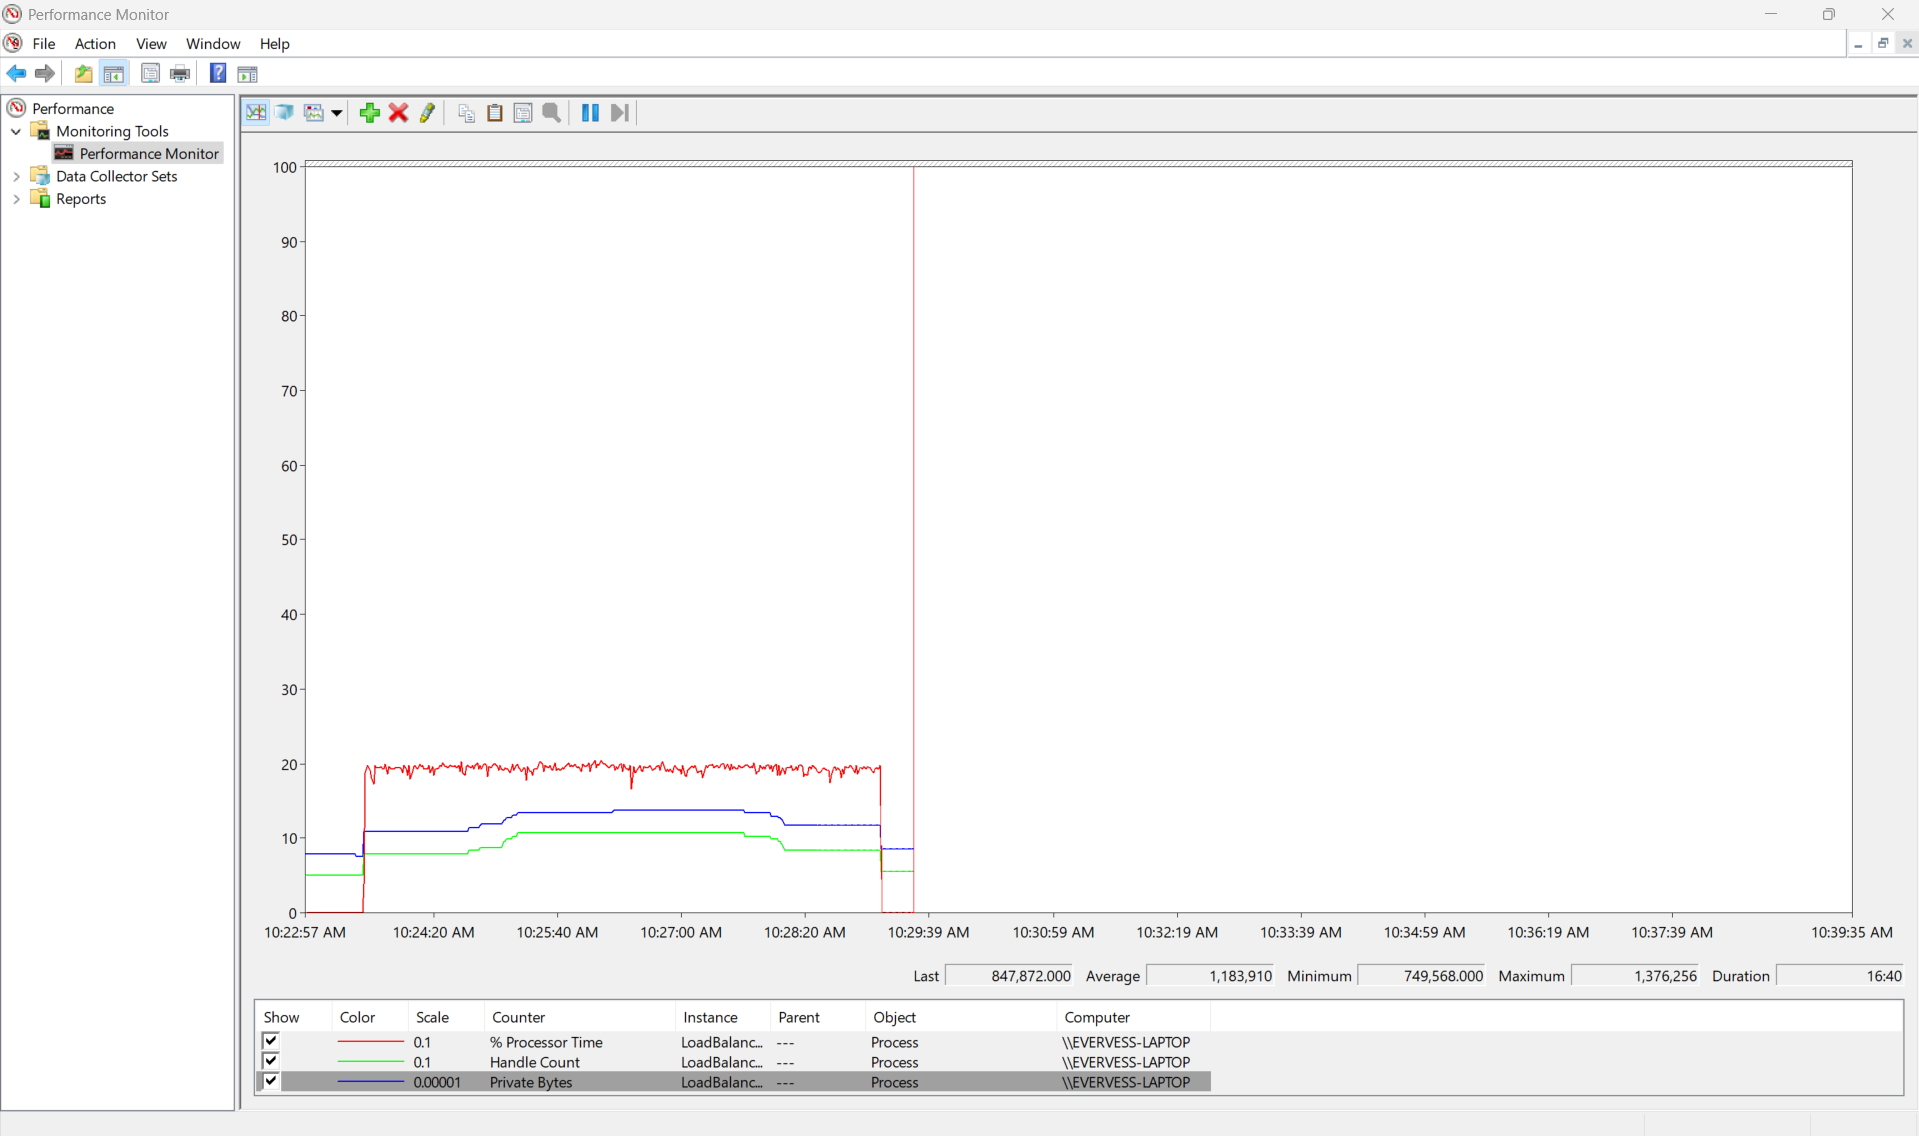 Performance Monitor
File Action View Window Help
Performance
Monitoring Tools
Performance Monitor
Data Collector Sets
Reports
100
90
80
70
60
50
40
30
20
10
0
10:22:57 AM 10:24:20 AM 10:25:40 AM 10:27:00 AM 10:28:20 AM 10:29:39 AM 10:30:59 AM 10:32:19 AM 10:33:39 AM 10:34:59 AM 10:36:19 AM 10:37:39 AM 10:39:35 AM
Last 847,872.000 Average 1,183,910 Minimum 749,568.000 Maximum 1,376,256 Duration 16:40
Show Color Scale Counter Instance Parent Object Computer
0.1 % Processor Time LoadBalanc... --- Process \\EVERVESS-LAPTOP
0.1 Handle Count LoadBalanc... --- Process \\EVERVESS-LAPTOP
0.00001 Private Bytes LoadBalanc... --- Process \\EVERVESS-LAPTOP